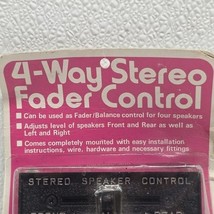 4-Way Stereo
Fader Control
• Can be used as Fader/Balance control for four speakers
• Adjusts level of speakers Front and Rear as well as
Left and Right
• Comes completely mounted with easy installation
instructions, wire, hardware and necessary fittings
STEREO SPEAKER CONTROL